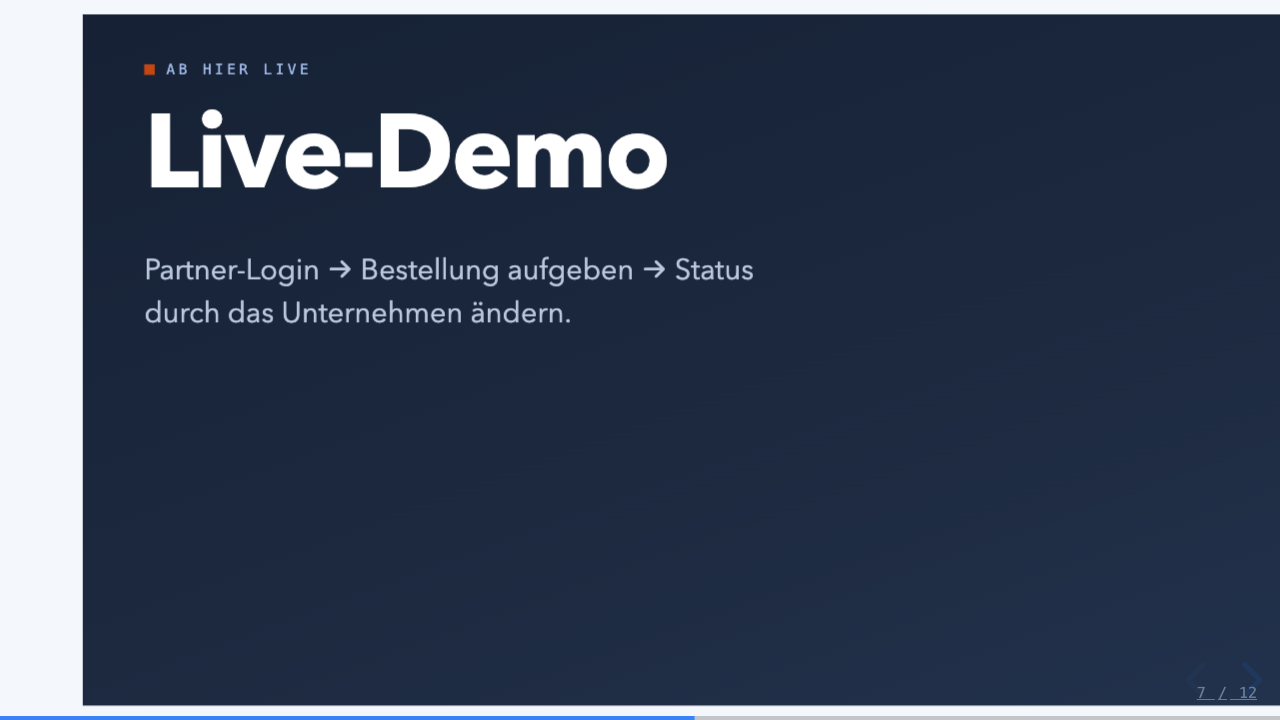 AB HIER LIVE
Live-Demo
Partner-Login → Bestellung aufgeben → Status
durch das Unternehmen ändern.
7 / 12